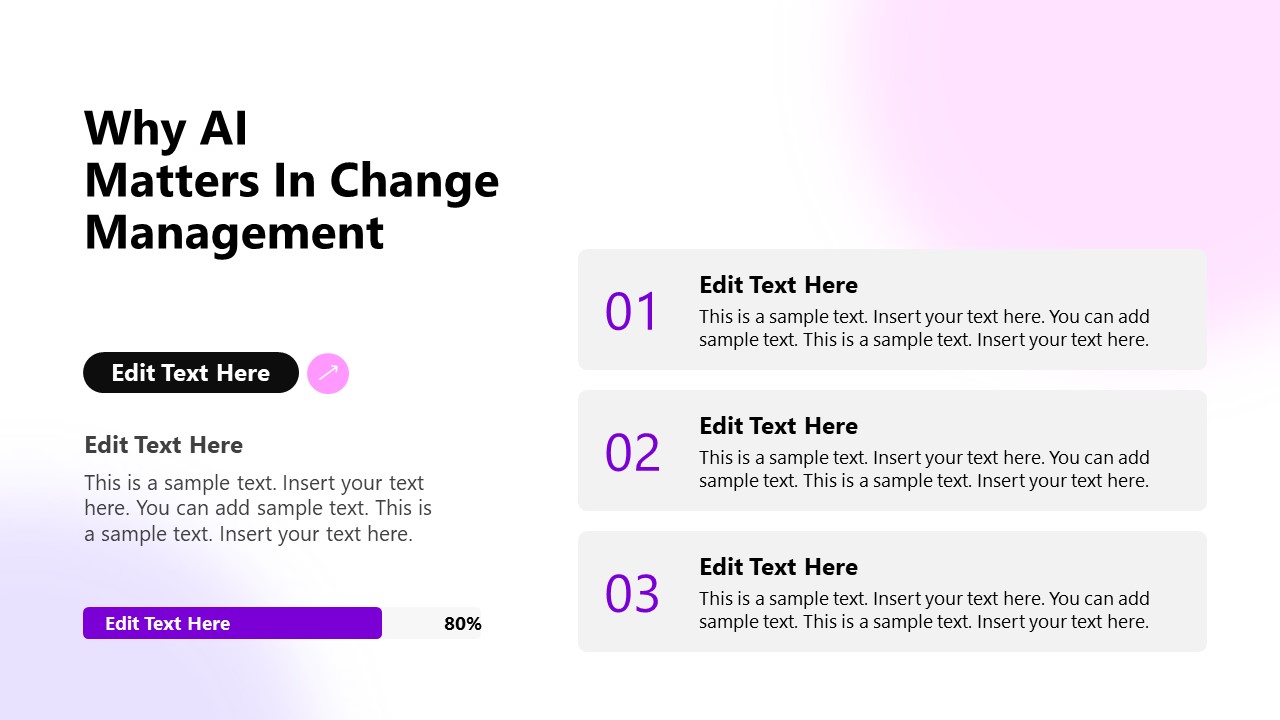 Why AI
Matters In Change
Management
Edit Text Here
Edit Text Here
This is a sample text. Insert your text
here. You can add sample text. This is
a sample text. Insert your text here.
Edit Text Here
80%
01
Edit Text Here
This is a sample text. Insert your text here. You can add
sample text. This is a sample text. Insert your text here.
02
Edit Text Here
This is a sample text. Insert your text here. You can add
sample text. This is a sample text. Insert your text here.
03
Edit Text Here
This is a sample text. Insert your text here. You can add
sample text. This is a sample text. Insert your text here.